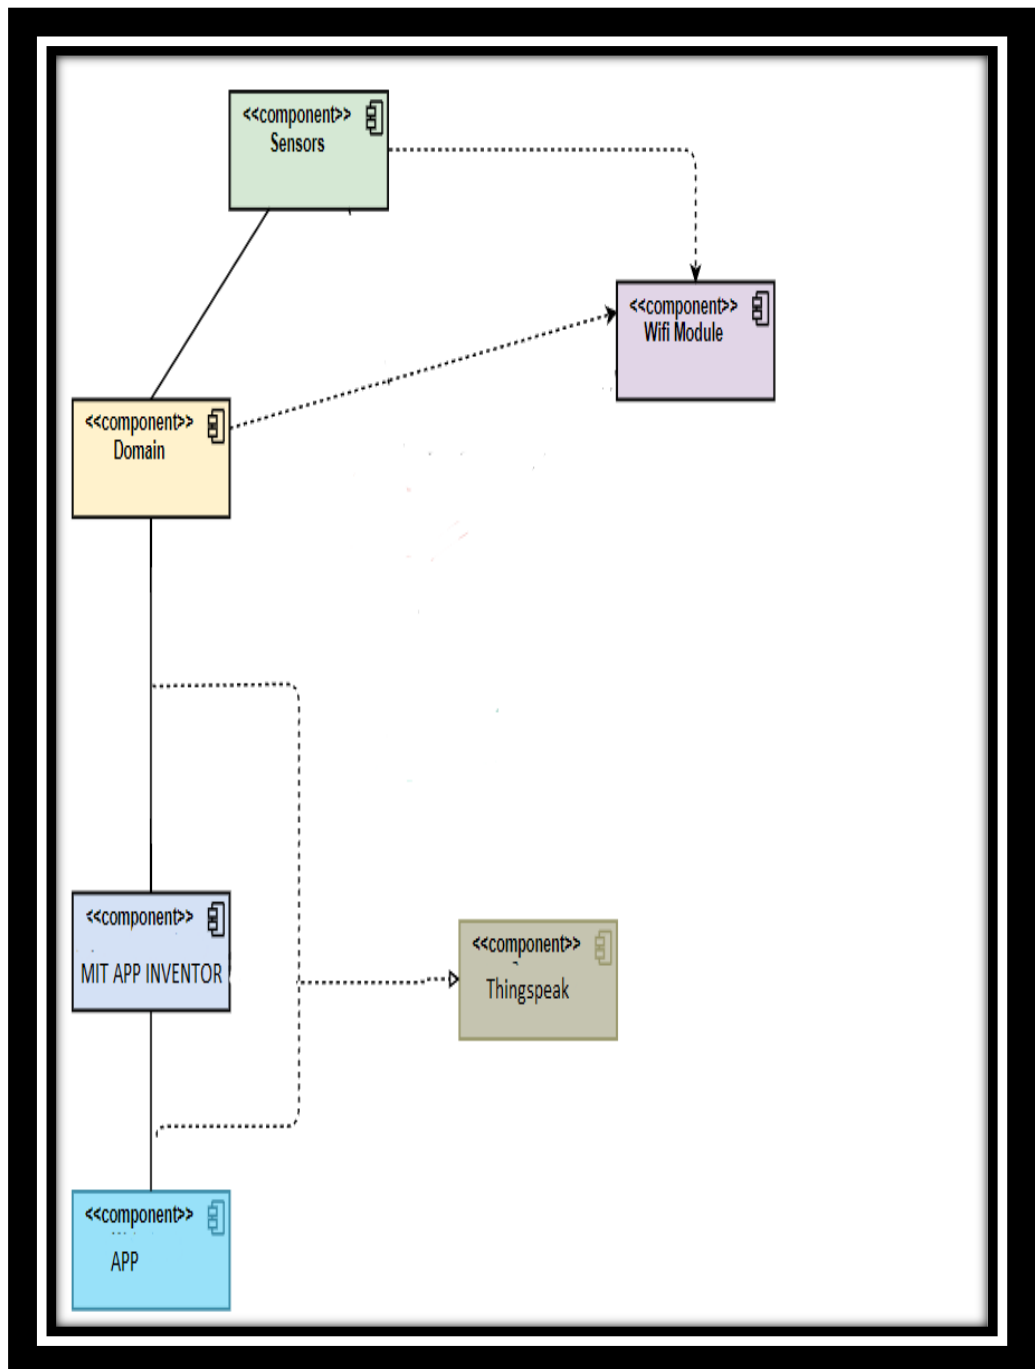 <<component>>
Sensors
<<component>>
Wifi Module
<<component>>
Domain
<<component>>
MIT APP INVENTOR
<<component>>
Thingspeak
<<component>>
APP